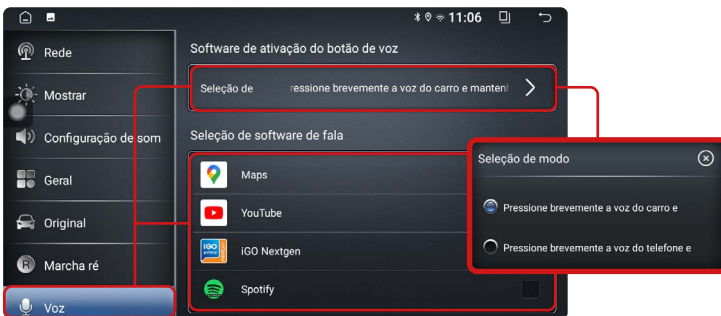 11:06
Rede
Mostrar
Configuração de som
Geral
Original
R Marcha ré
Voz
Software de ativação do botão de voz
Seleção de ressione brevemente a voz do carro e manten
Seleção de software de fala
Maps
YouTube
iGO Nextgen
Spotify
Seleção de modo
Pressione brevemente a voz do carro e
Pressione brevemente a voz do telefone e